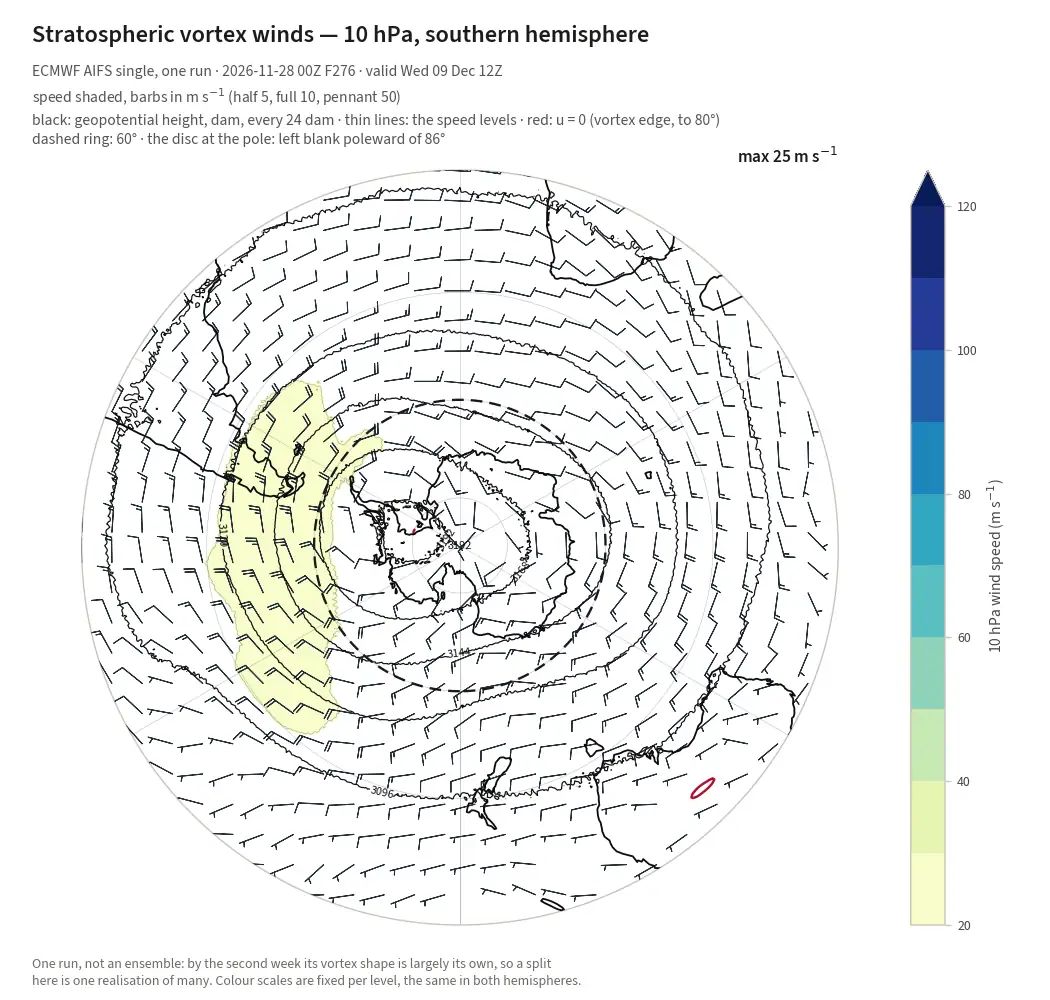 Stratospheric vortex winds — 10 hPa, southern hemisphere
ECMWF AIFS single, one run · 2026-11-28 00Z F276 · valid Wed 09 Dec 12Z
speed shaded, barbs in m s⁻¹ (half 5, full 10, pennant 50)
black: geopotential height, dam, every 24 dam · thin lines: the speed levels · red: u = 0 (vortex edge, to 80°)
dashed ring: 60° · the disc at the pole: left blank poleward of 86°
max 25 m s⁻¹
120
100
80
60
40
20
10 hPa wind speed (m s⁻¹)
3192
3144
3096
One run, not an ensemble: by the second week its vortex shape is largely its own, so a split
here is one realisation of many. Colour scales are fixed per level, the same in both hemispheres.